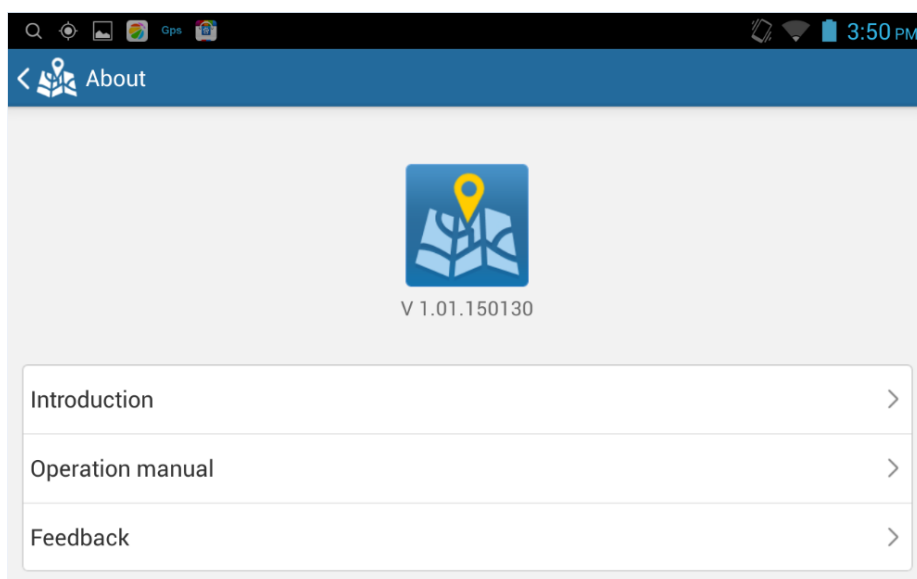 Gps
3:50 PM
About
V 1.01.150130
Introduction
Operation manual
Feedback